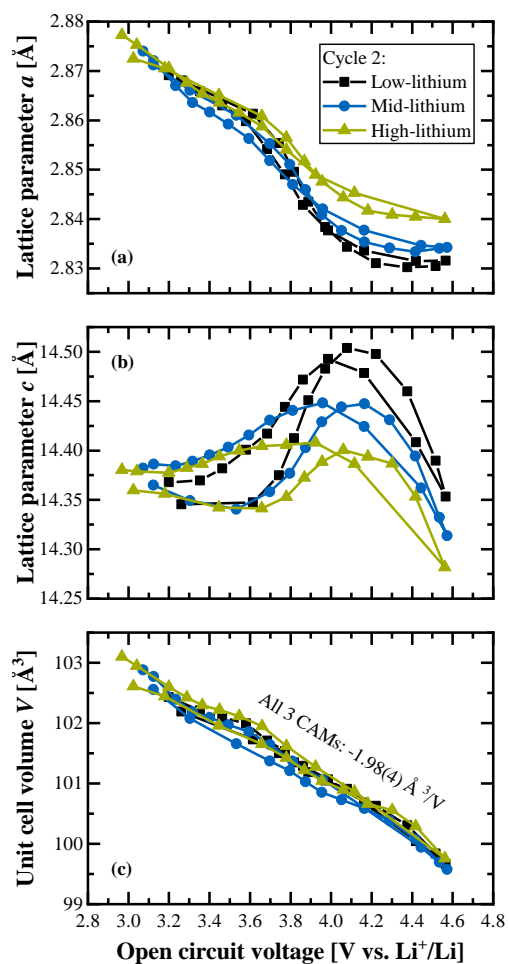 2.88
2.87
2.86
2.85
2.84
2.83
Lattice parameter a [Å]
Cycle 2:
Low-lithium
Mid-lithium
High-lithium
(a)
14.50
14.45
14.40
14.35
14.30
14.25
Lattice parameter c [Å]
(b)
103
102
101
100
99
Unit cell volume V [Å³]
All 3 CAMs: -1.98(4) Å ³/V
(c)
2.8 3.0 3.2 3.4 3.6 3.8 4.0 4.2 4.4 4.6 4.8
Open circuit voltage [V vs. Li⁺/Li]